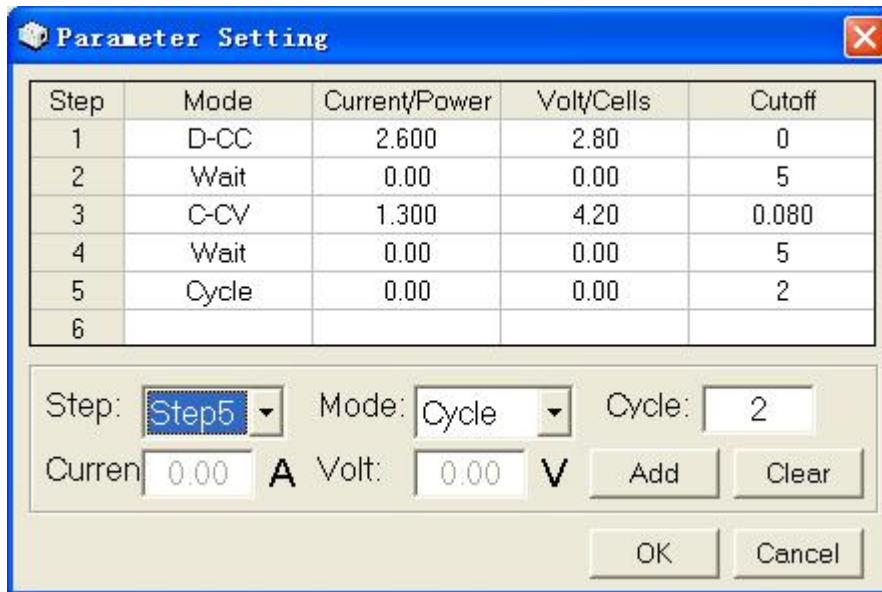 Parameter Setting
Step Mode Current/Power Volt/Cells Cutoff
1 D-CC 2.600 2.80 0
2 Wait 0.00 0.00 5
3 C-CV 1.300 4.20 0.080
4 Wait 0.00 0.00 5
5 Cycle 0.00 0.00 2
6
Step: Step5 Mode: Cycle Cycle: 2
Curren 0.00 A Volt: 0.00 V Add Clear
OK Cancel